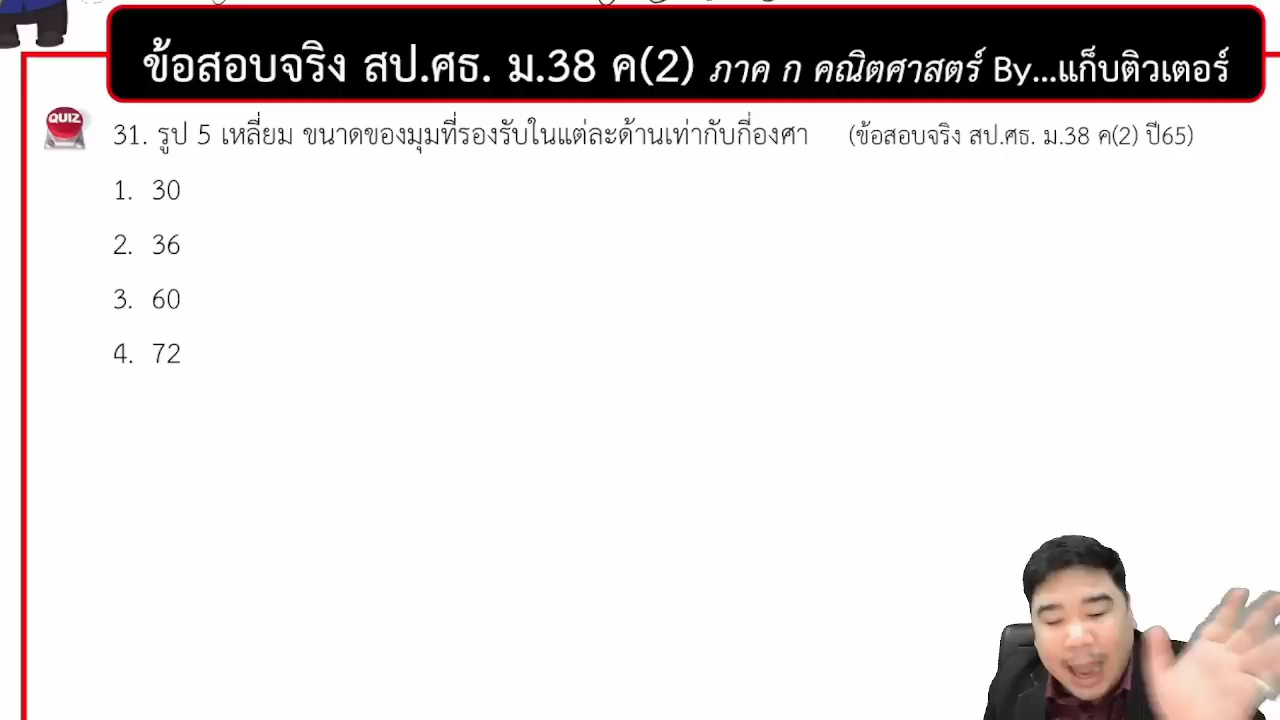 ข้อสอบจริง สป.ศธ. ม.38 ค(2) ภาค ก คณิตศาสตร์ By...แก็บติวเตอร์
QUIZ
31. รูป 5 เหลี่ยม ขนาดของมุมที่รองรับในแต่ละด้านเท่ากับกี่องศา (ข้อสอบจริง สป.ศธ. ม.38 ค(2) ปี65)
1. 30
2. 36
3. 60
4. 72